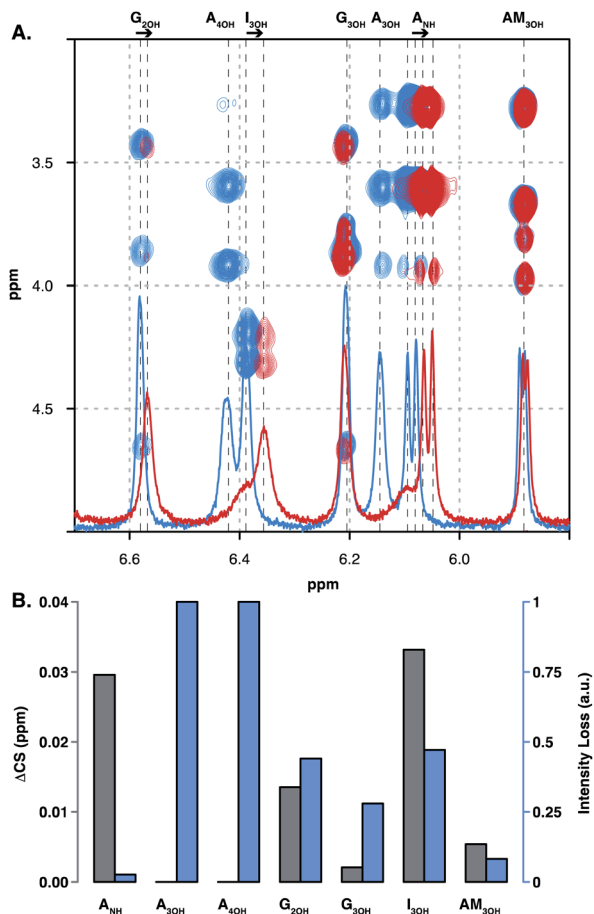 G2OH A4OH I3OH G3OH A3OH ANH AM3OH
A.
3.5
4.0
4.5
ppm
6.6 6.4 6.2 6.0
ppm
B.
0.04 1
0.03 0.75
0.02 0.5
0.01 0.25
0.00 0
ΔCS (ppm)
Intensity Loss (a.u.)
ANH A3OH A4OH G2OH G3OH I3OH AM3OH